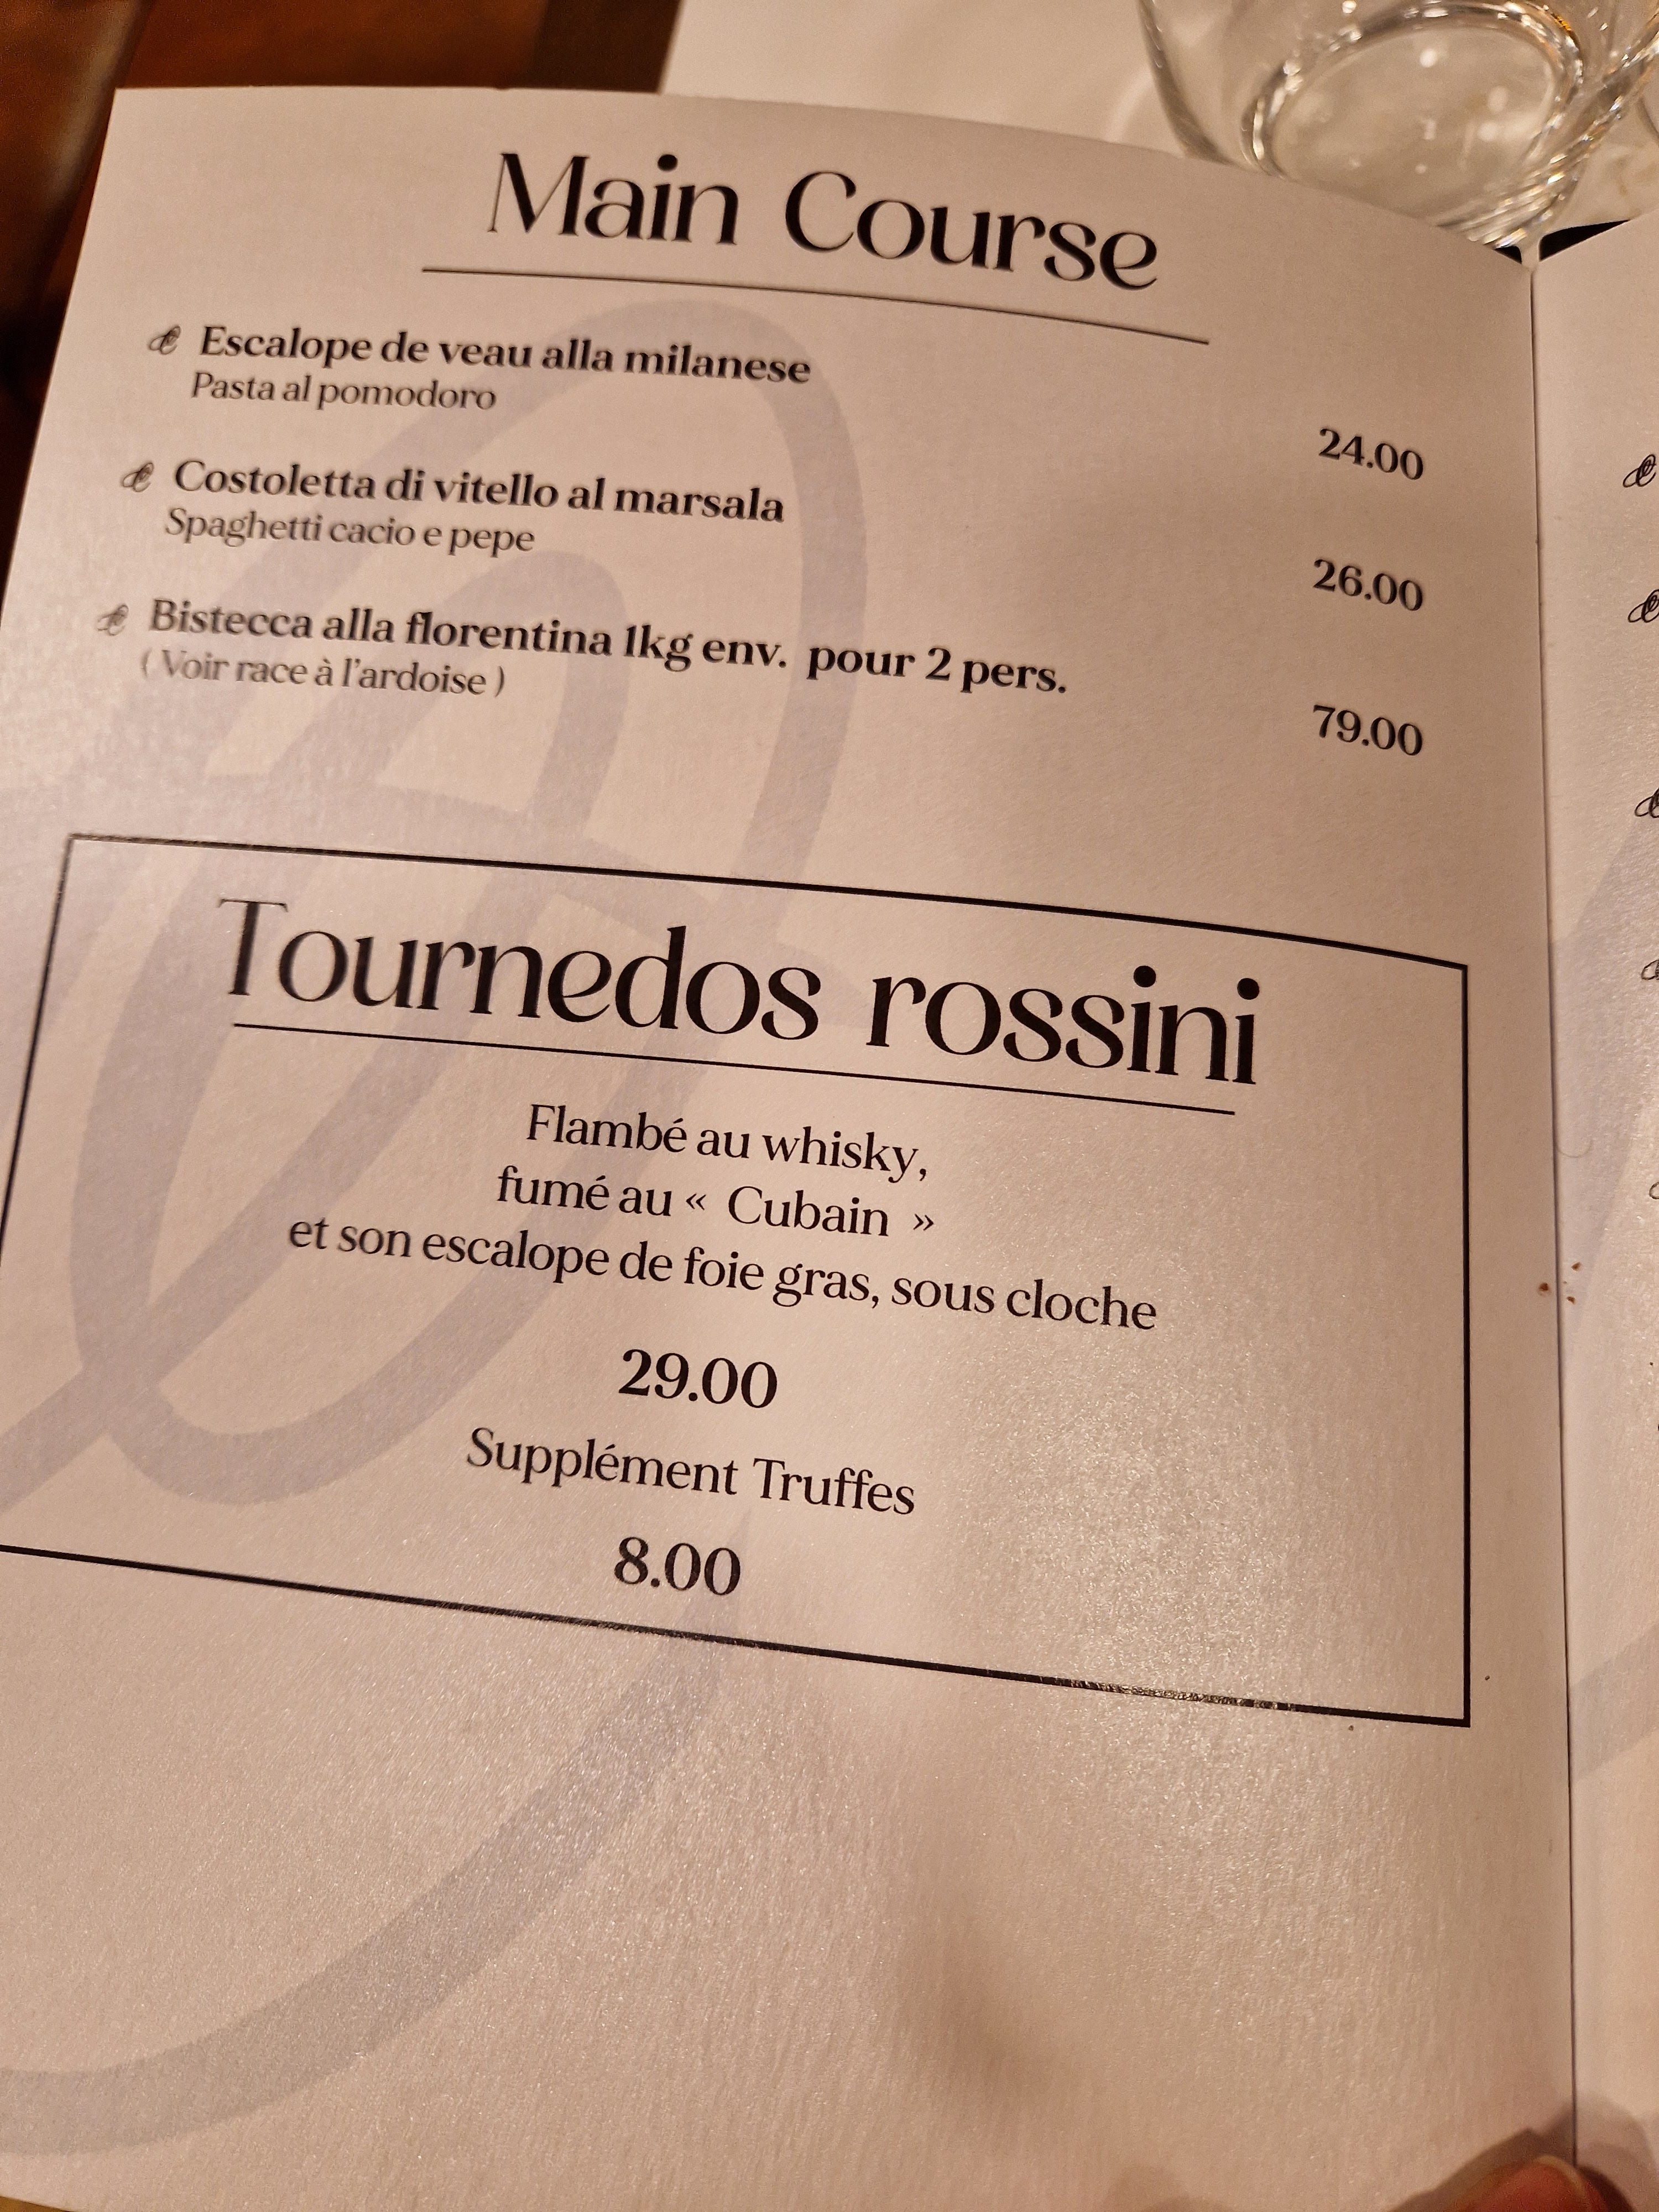 Main Course
Escalope de veau alla milanese
Pasta al pomodoro
24.00
Costoletta di vitello al marsala
Spaghetti cacio e pepe
26.00
Bistecca alla florentina 1kg env. pour 2 pers.
( Voir race à l'ardoise )
79.00
Tournedos rossini
Flambé au whisky,
fumé au « Cubain »
et son escalope de foie gras, sous cloche
29.00
Supplément Truffes
8.00